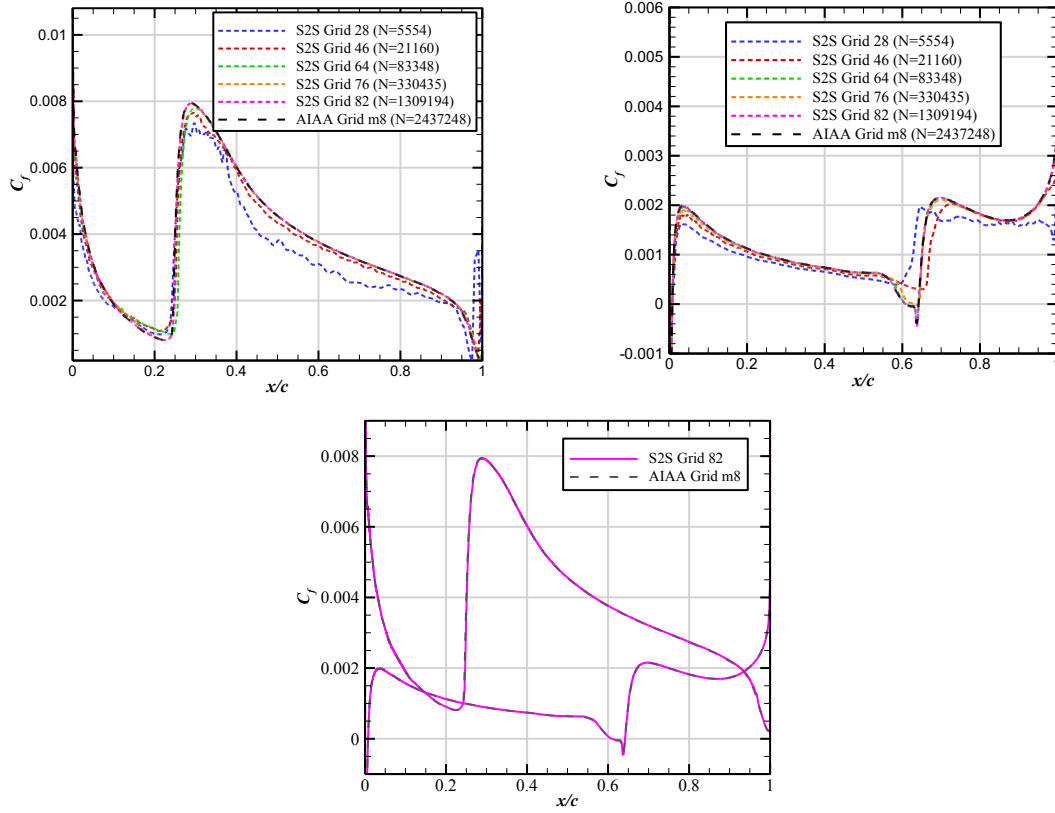 S2S Grid 28 (N=5554)
S2S Grid 46 (N=21160)
S2S Grid 64 (N=83348)
S2S Grid 76 (N=330435)
S2S Grid 82 (N=1309194)
AIAA Grid m8 (N=2437248)
0.01
0.008
0.006
0.004
0.002
Cf
0 0.2 0.4 0.6 0.8 1
x/c
S2S Grid 28 (N=5554)
S2S Grid 46 (N=21160)
S2S Grid 64 (N=83348)
S2S Grid 76 (N=330435)
S2S Grid 82 (N=1309194)
AIAA Grid m8 (N=2437248)
0.006
0.005
0.004
0.003
0.002
0.001
0
-0.001
Cf
0 0.2 0.4 0.6 0.8 1
x/c
S2S Grid 82
AIAA Grid m8
0.008
0.006
0.004
0.002
0
Cf
0 0.2 0.4 0.6 0.8 1
x/c